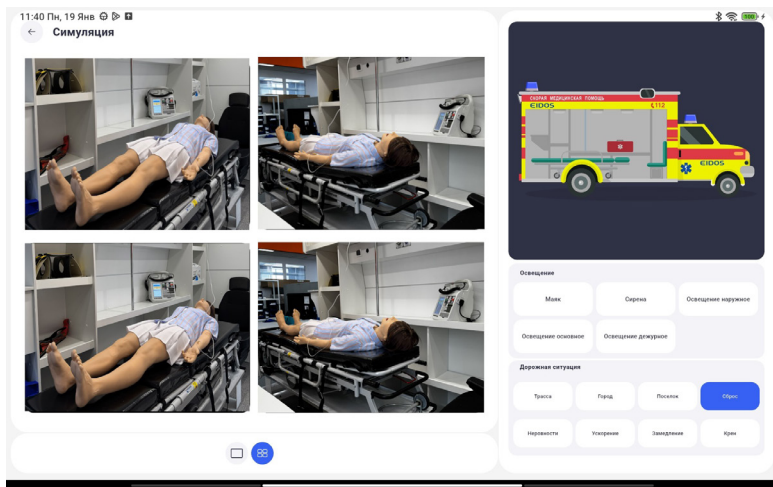 11:40 Пн, 19 Янв
100
Симуляция
СКОРАЯ МЕДИЦИНСКАЯ ПОМОЩЬ
EIDOS
112
EIDOS
Освещение
Маяк
Сирена
Освещение наружное
Освещение основное
Освещение дежурное
Дорожная ситуация
Трасса
Город
Поселок
Сброс
Неровности
Ускорение
Замедление
Крен